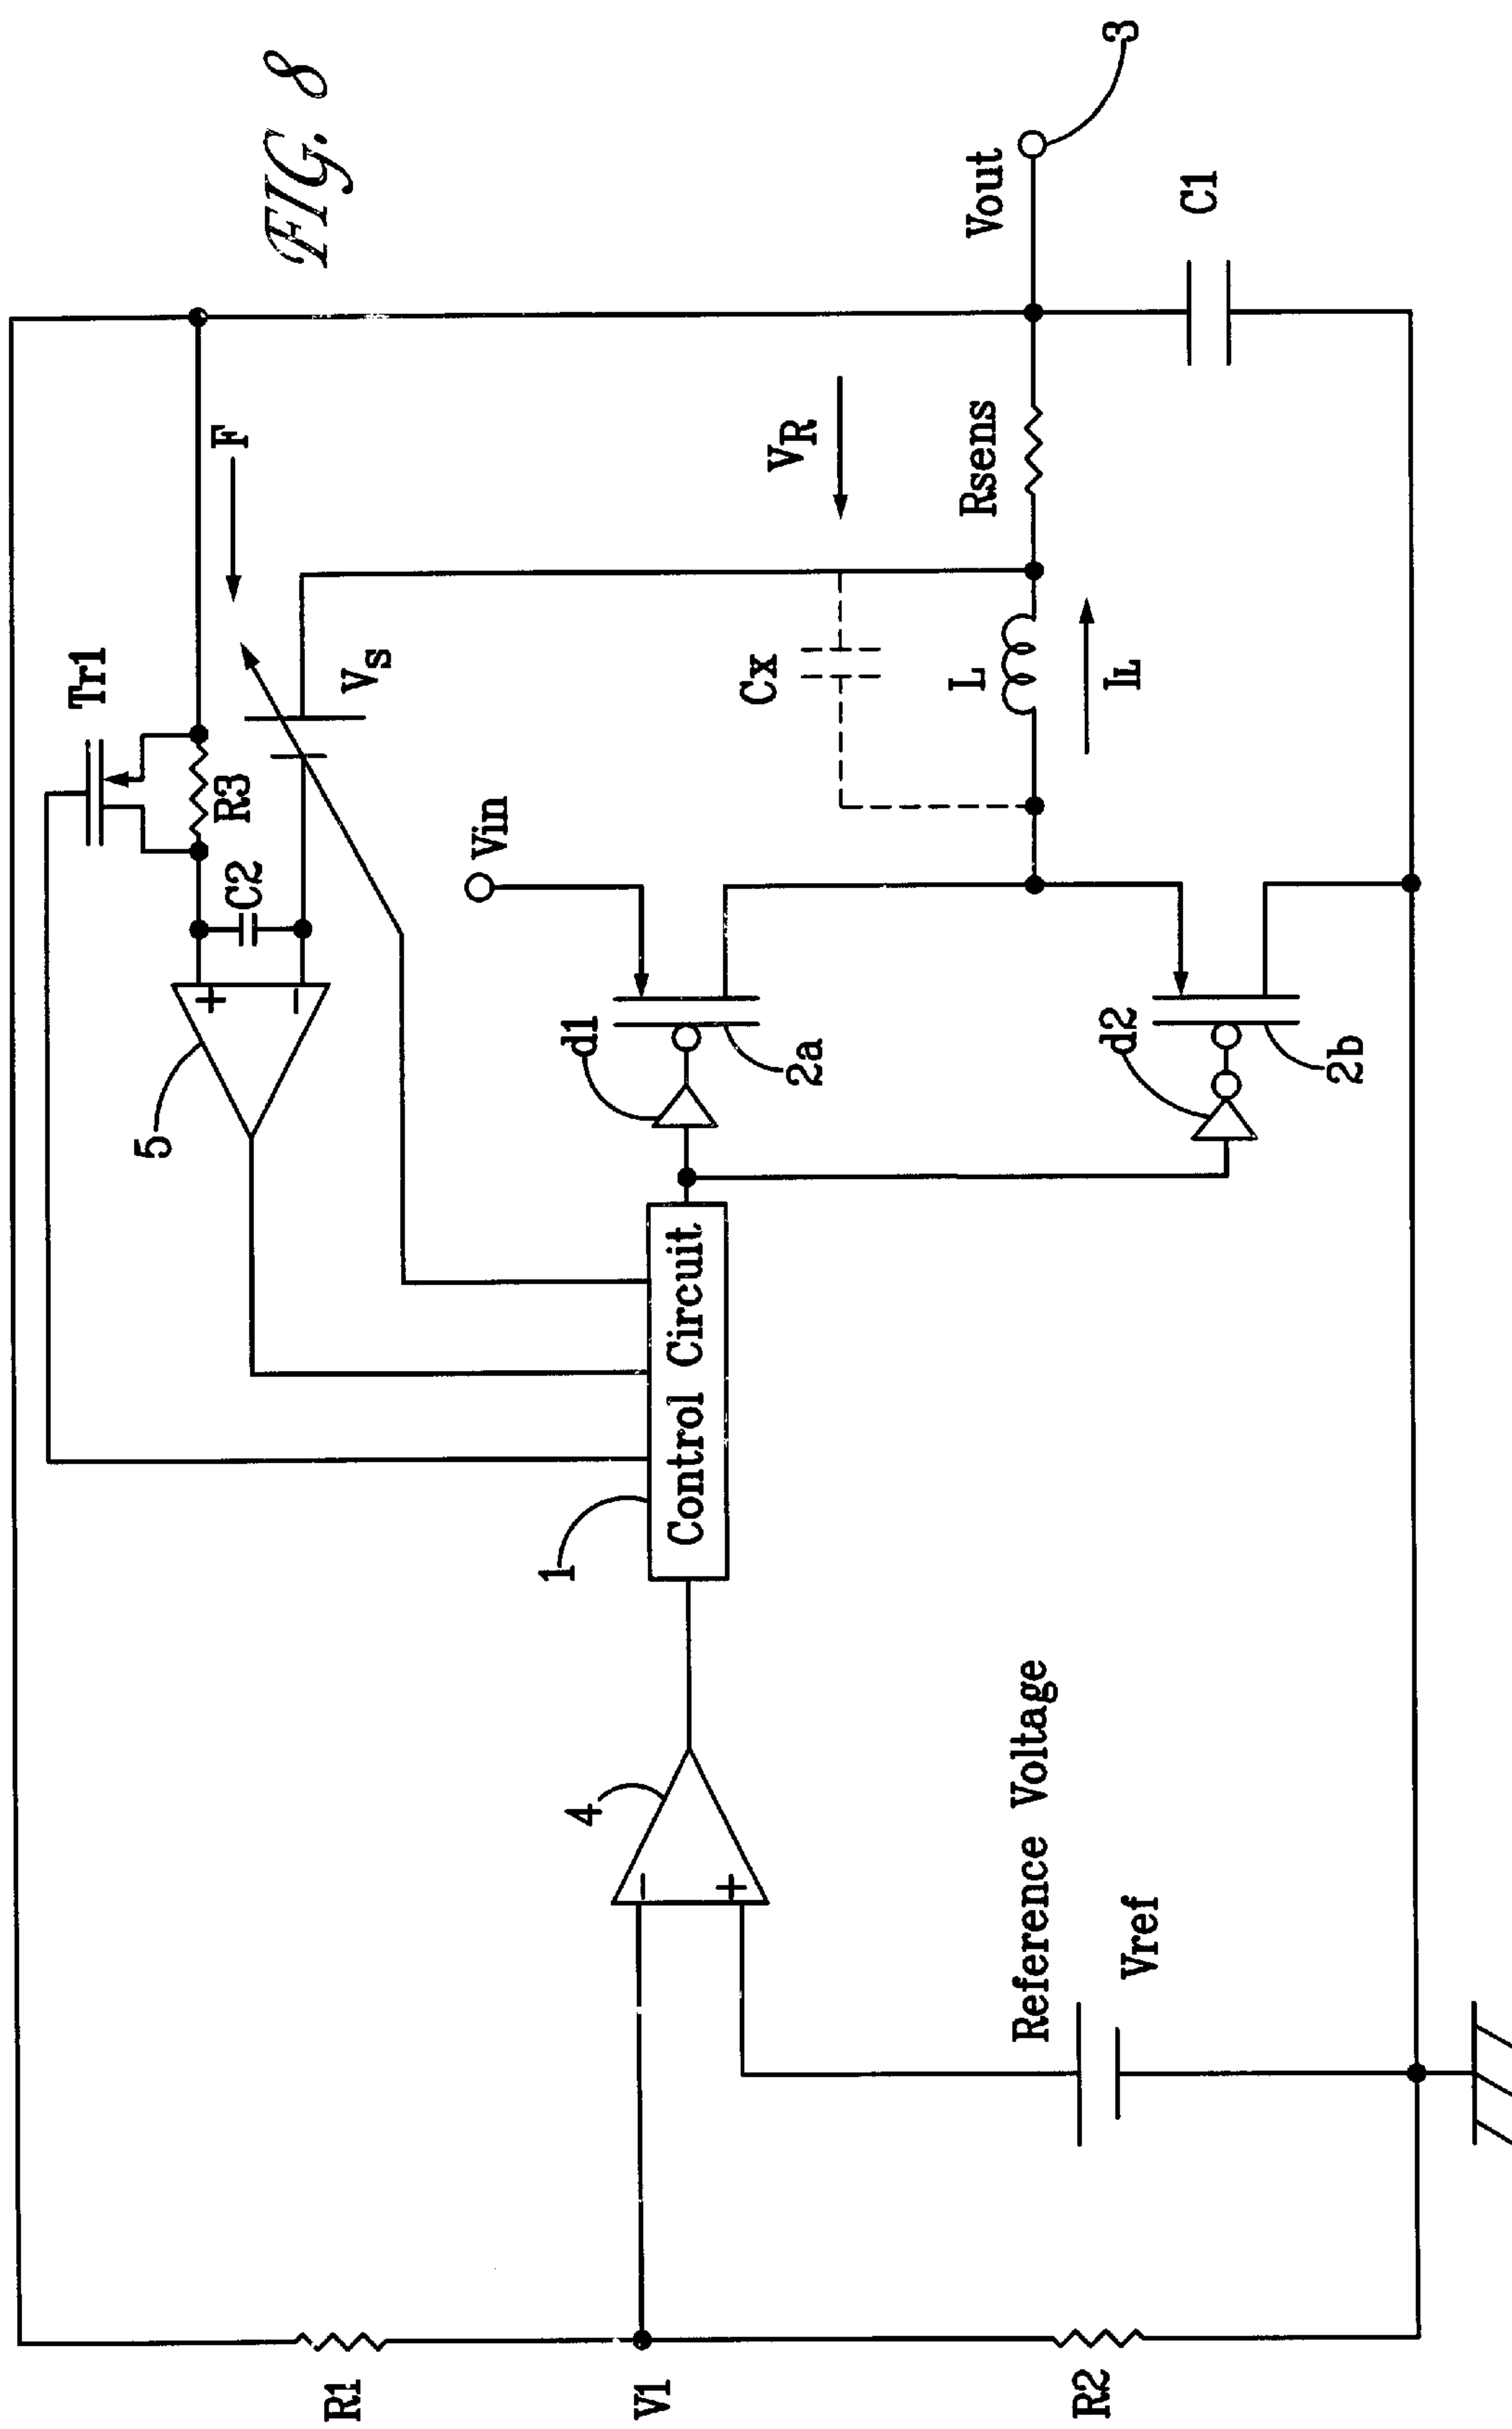 FIG. 8
Tr1
F
R3
C2
+
−
5
Vs
Vin
VR
Cx
d1
2a
Rsens
L
IL
Vout
3
C1
d2
2b
1
Control Circuit
4
−
+
Reference Voltage
Vref
R1
V1
R2